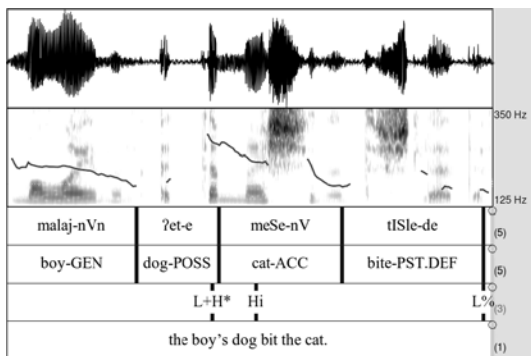 350 Hz
125 Hz
malaj-nVn ʔet-e meSe-nV tISle-de (5)
boy-GEN dog-POSS cat-ACC bite-PST.DEF (5)
L+H* Hi L% (3)
the boy's dog bit the cat. (1)